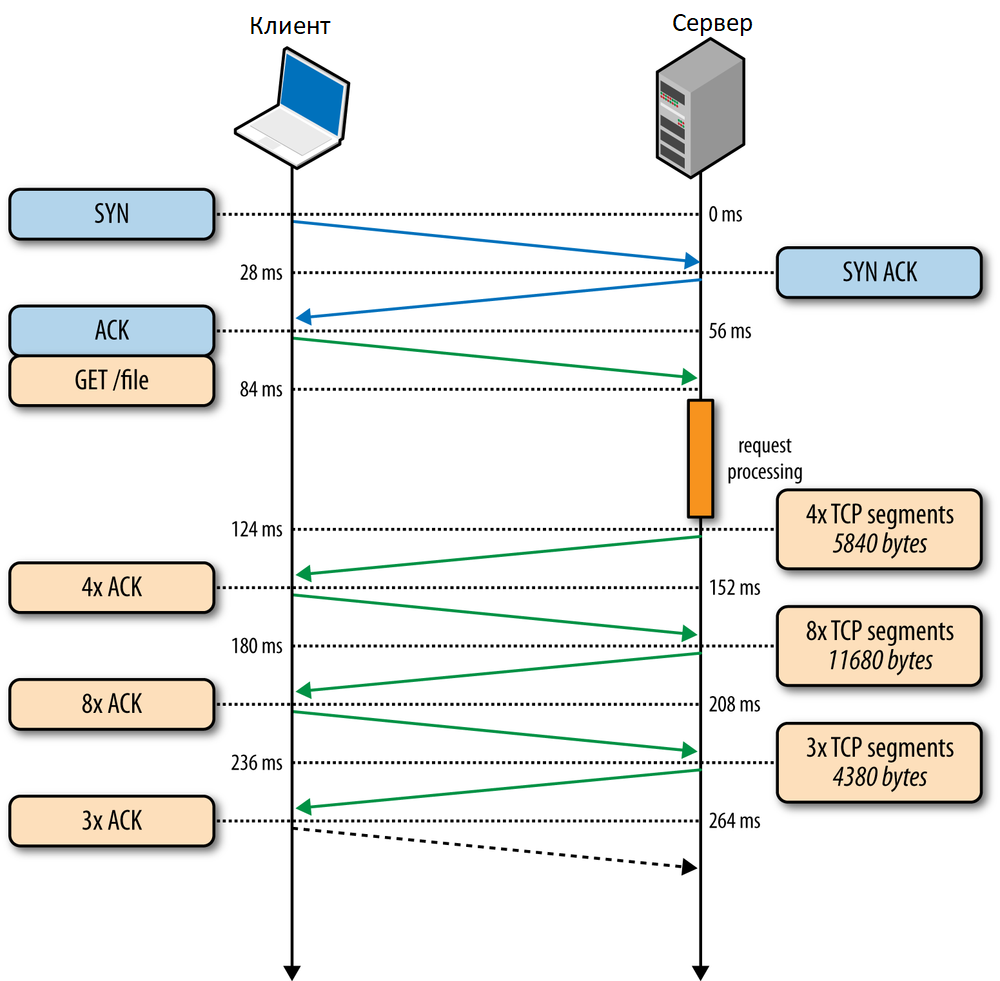 Клиент
Сервер
SYN
0 ms
28 ms
SYN ACK
ACK
56 ms
GET /file
84 ms
request
processing
124 ms
4x TCP segments
5840 bytes
4x ACK
152 ms
180 ms
8x TCP segments
11680 bytes
8x ACK
208 ms
236 ms
3x TCP segments
4380 bytes
3x ACK
264 ms